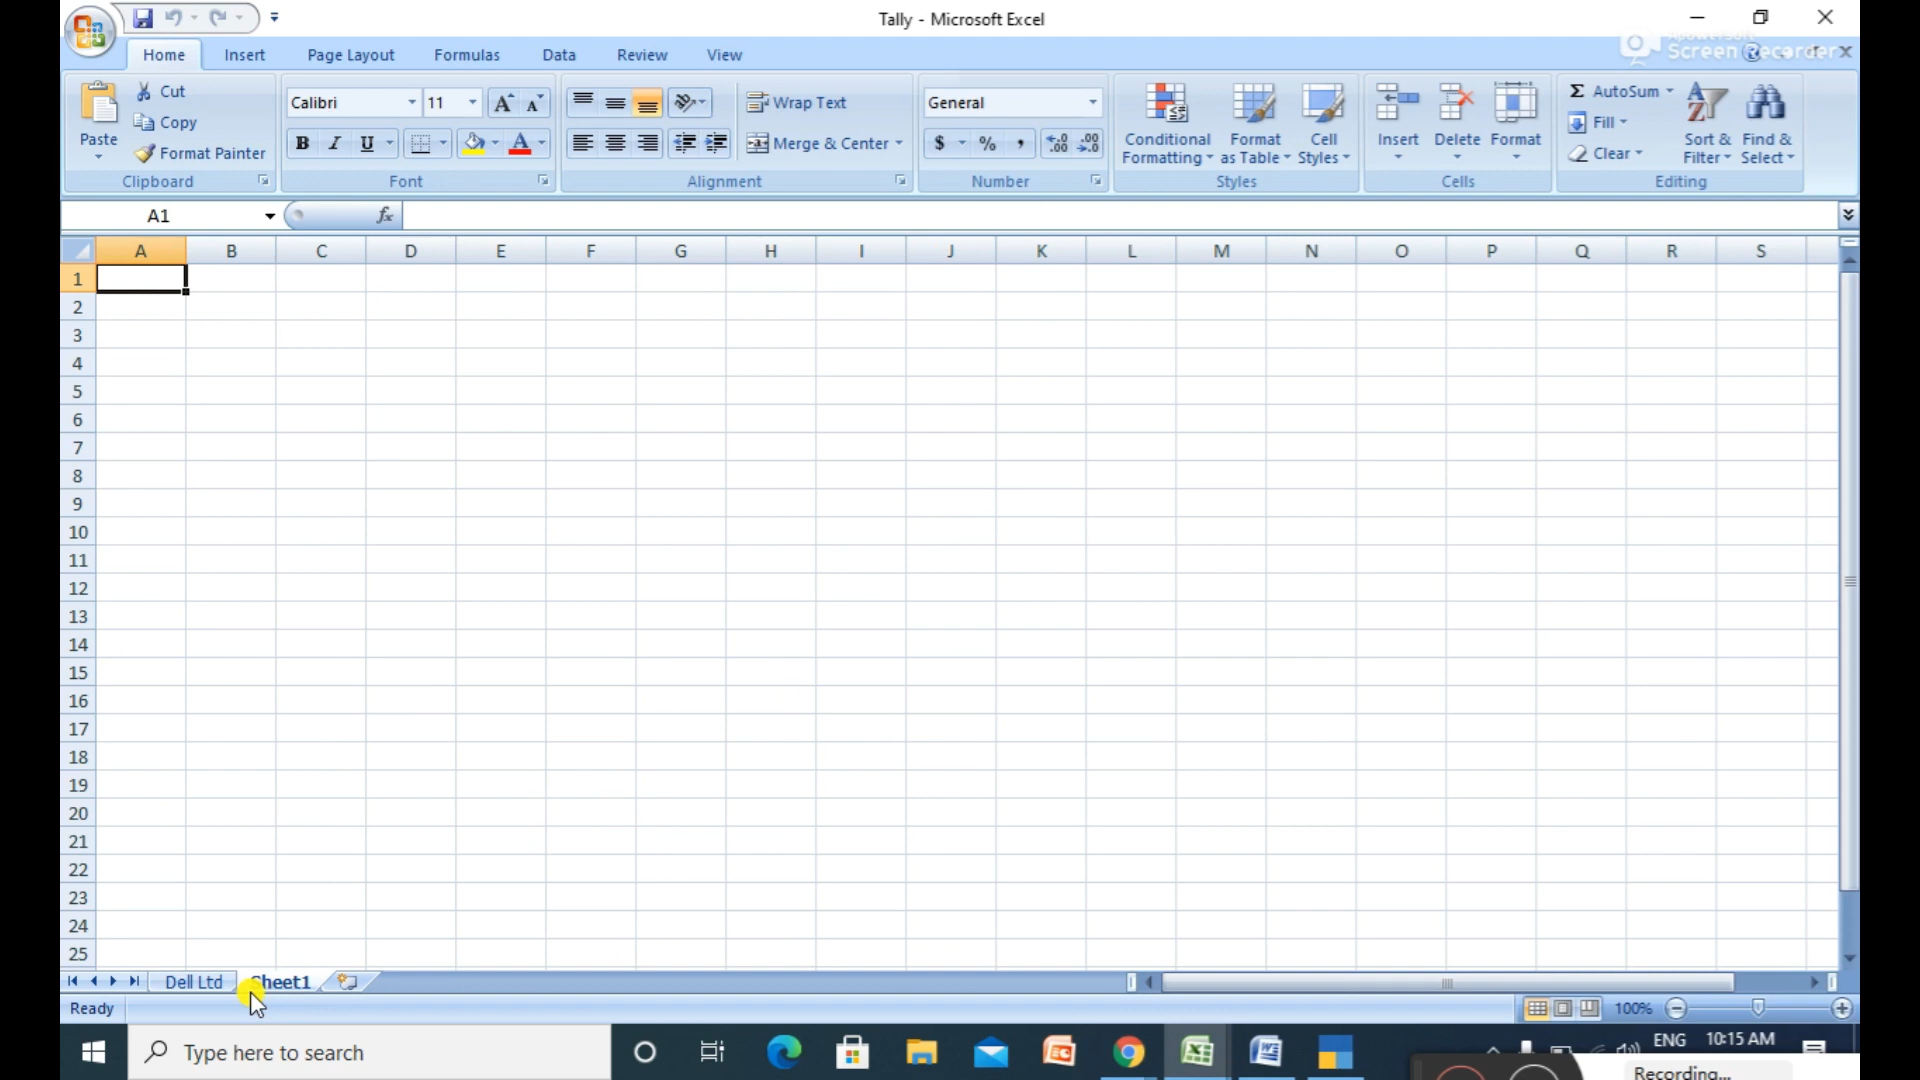 Tally - Microsoft Excel
Screen Recorder
Home Insert Page Layout Formulas Data Review View
Paste
Cut
Copy
Format Painter
Clipboard
Calibri 11
A A
B I U A
Font
Wrap Text
Merge & Center
Alignment
General
$ % ,
Number
Conditional Formatting
Format as Table
Cell Styles
Styles
Insert Delete Format
Cells
Σ AutoSum
Fill
Clear
Sort & Filter
Find & Select
Editing
A1 fx
A B C D E F G H I J K L M N O P Q R S
1
2
3
4
5
6
7
8
9
10
11
12
13
14
15
16
17
18
19
20
21
22
23
24
25
Dell Ltd Sheet1
Ready 100%
Type here to search ENG 10:15 AM
Recording...